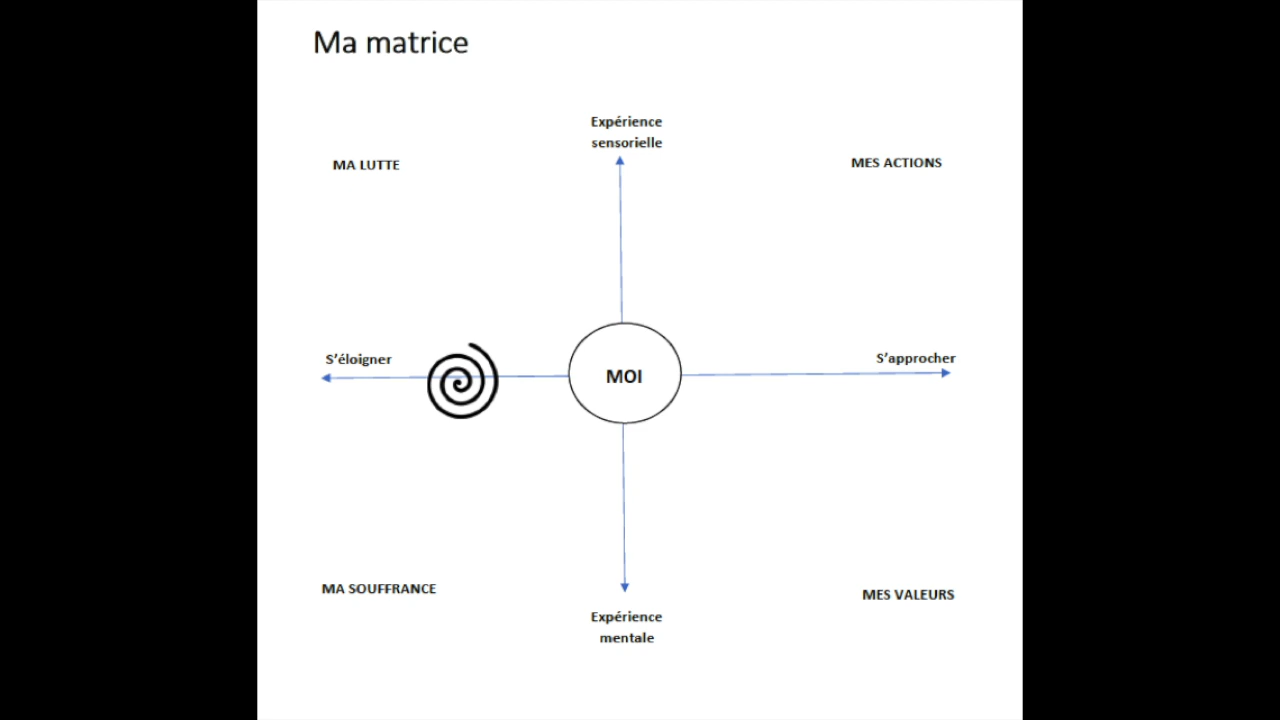 Ma matrice
Expérience
sensorielle
MA LUTTE
MES ACTIONS
S'éloigner
S'approcher
MOI
MA SOUFFRANCE
MES VALEURS
Expérience
mentale